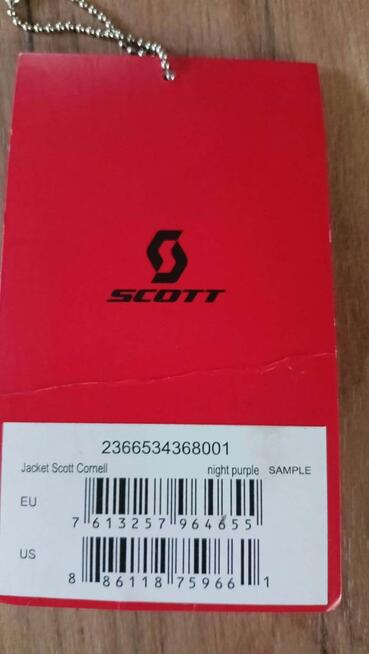 SCOTT
2366534368001
Jacket Scott Cornell night purple SAMPLE
EU
7 613257 964655
US
8 86118 75966 1